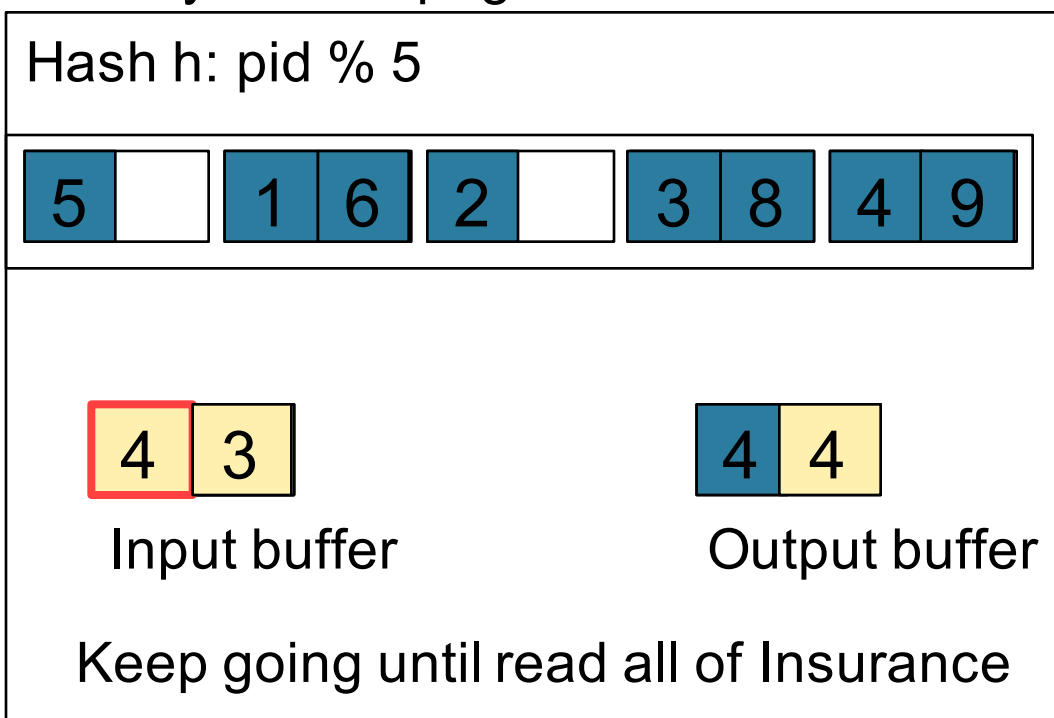 Hash h: pid % 5
5 1 6 2 3 8 4 9
4 3 4 4
Input buffer Output buffer
Keep going until read all of Insurance